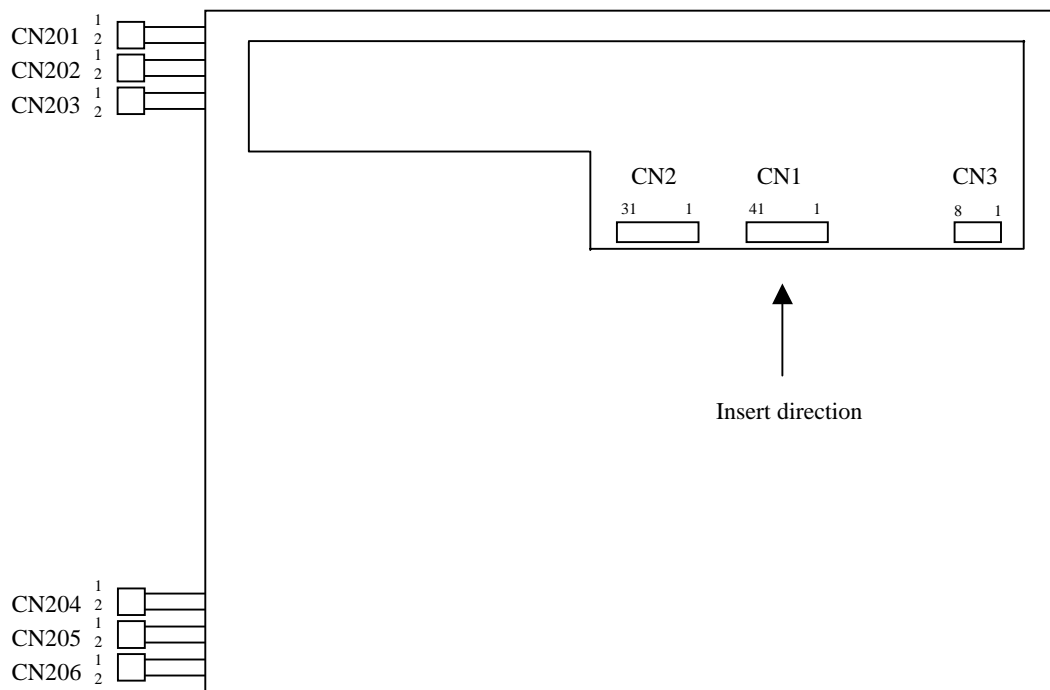 CN201 1
2
CN202 1
2
CN203 1
2
CN2 CN1 CN3
31 1 41 1 8 1
Insert direction
CN204 1
2
CN205 1
2
CN206 1
2